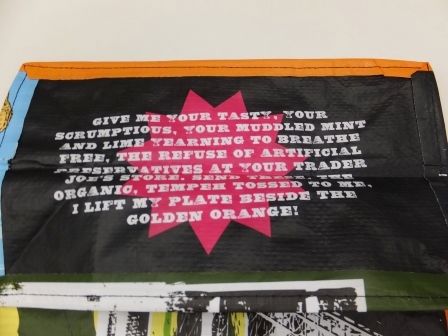 GIVE ME YOUR TASTY, YOUR
SCRUMPTIOUS, YOUR MUDDLED MINT
AND LIME YEARNING TO BREATHE
FREE, THE REFUSE OF ARTIFICIAL
PRESERVATIVES AT YOUR TRADER
JOE'S STORE. SEND THESE, THE
ORGANIC, TEMPEH TOSSED TO ME,
I LIFT MY PLATE BESIDE THE
GOLDEN ORANGE!